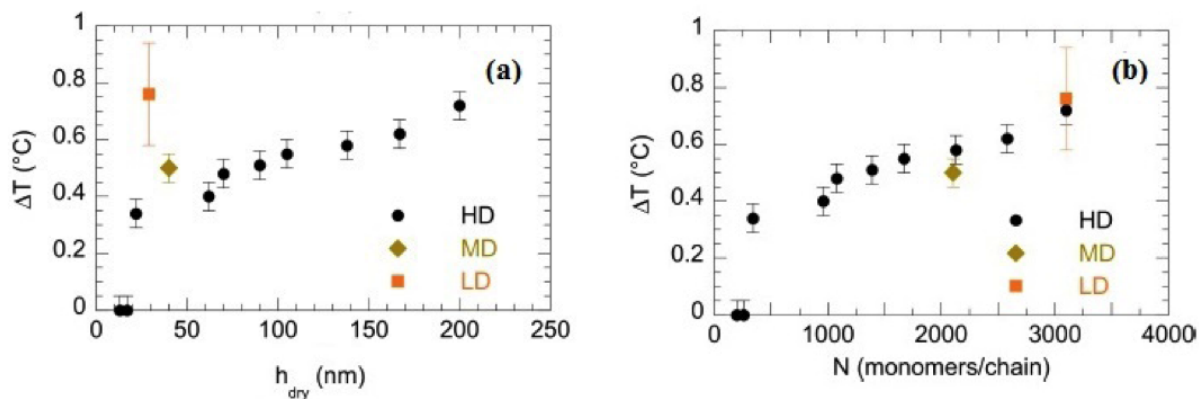 (a)
ΔT (°C)
1
0.8
0.6
0.4
0.2
0
HD
MD
LD
0 50 100 150 200 250
h_dry (nm)
(b)
ΔT (°C)
1
0.8
0.6
0.4
0.2
0
HD
MD
LD
0 1000 2000 3000 4000
N (monomers/chain)